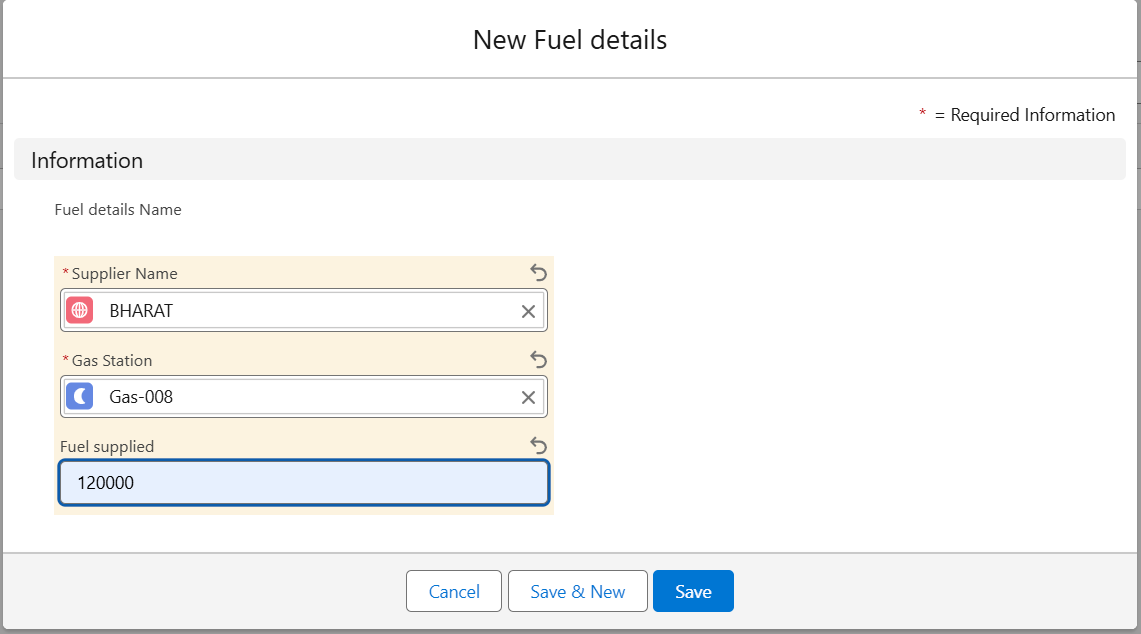 New Fuel details
* = Required Information
Information
Fuel details Name
*Supplier Name
BHARAT
*Gas Station
Gas-008
Fuel supplied
120000
Cancel Save & New Save